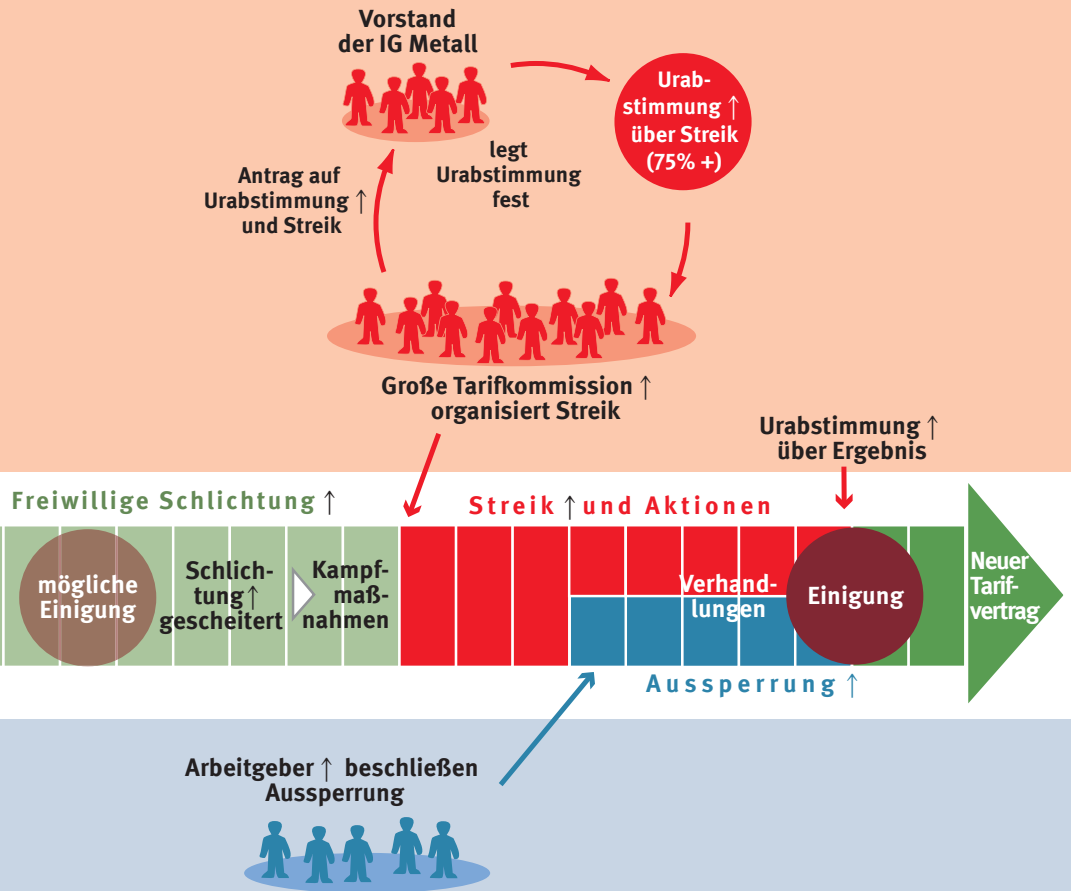 Vorstand
der IG Metall
Urab-
stimmung ↑
über Streik
(75% +)
legt
Urabstimmung
fest
Antrag auf
Urabstimmung ↑
und Streik
Große Tarifkommission ↑
organisiert Streik
Urabstimmung ↑
über Ergebnis
Freiwillige Schlichtung ↑
Streik ↑ und Aktionen
mögliche
Einigung
Schlich-
tung ↑
gescheitert
Kampf-
maß-
nahmen
Verhand-
lungen
Einigung
Neuer
Tarif-
vertrag
Aussperrung ↑
Arbeitgeber ↑ beschließen
Aussperrung